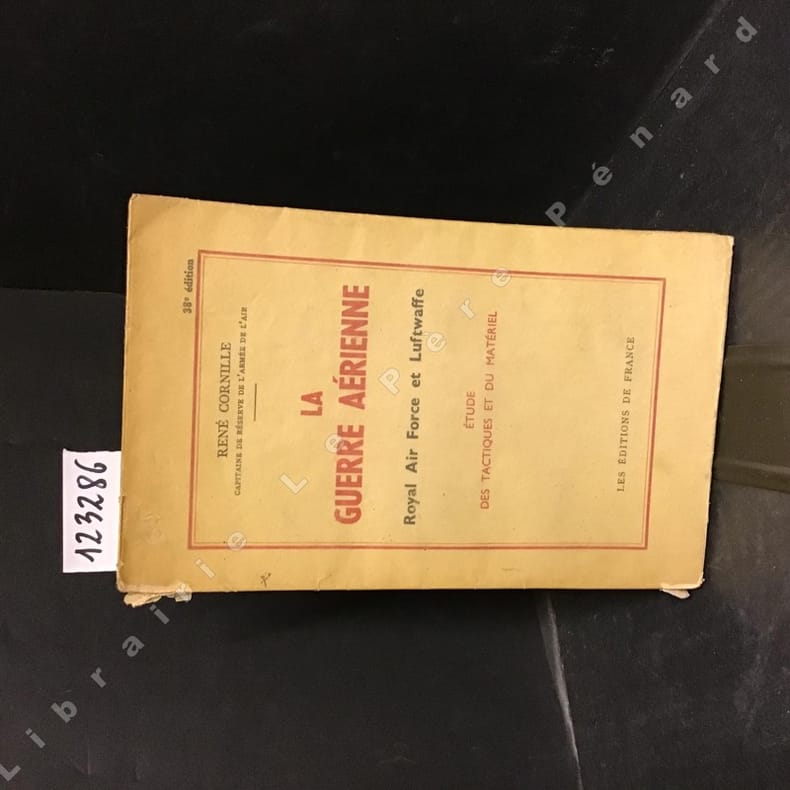 38e édition
RENÉ CORNILLE
CAPITAINE DE RÉSERVE DE L'ARMÉE DE L'AIR
LA
GUERRE AÉRIENNE
Royal Air Force et Luftwaffe
ÉTUDE
DES TACTIQUES ET DU MATÉRIEL
LES ÉDITIONS DE FRANCE
123286
Librairie Le Père Pénard